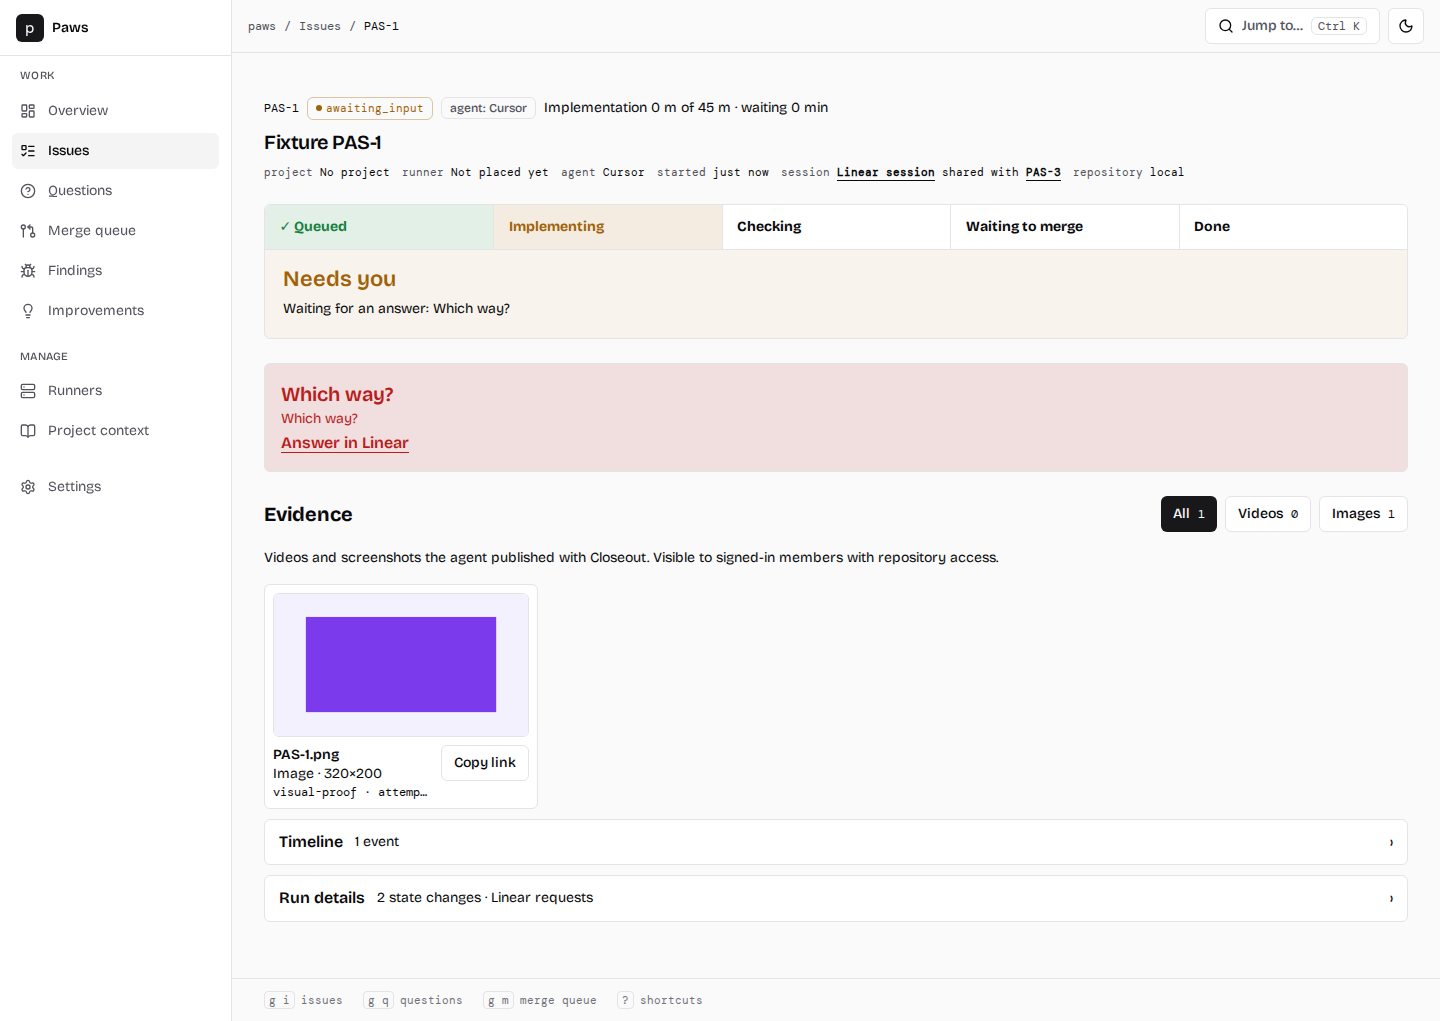 p Paws
paws / Issues / PAS-1
Jump to... Ctrl K
WORK
Overview
Issues
Questions
Merge queue
Findings
Improvements
MANAGE
Runners
Project context
Settings
PAS-1 awaiting_input agent: Cursor Implementation 0 m of 45 m · waiting 0 min
Fixture PAS-1
project No project runner Not placed yet agent Cursor started just now session Linear session shared with PAS-3 repository local
✓ Queued Implementing Checking Waiting to merge Done
Needs you
Waiting for an answer: Which way?
Which way?
Which way?
Answer in Linear
Evidence All 1 Videos 0 Images 1
Videos and screenshots the agent published with Closeout. Visible to signed-in members with repository access.
PAS-1.png
Image · 320×200
visual-proof · attemp…
Copy link
Timeline 1 event ›
Run details 2 state changes · Linear requests ›
g i issues g q questions g m merge queue ? shortcuts